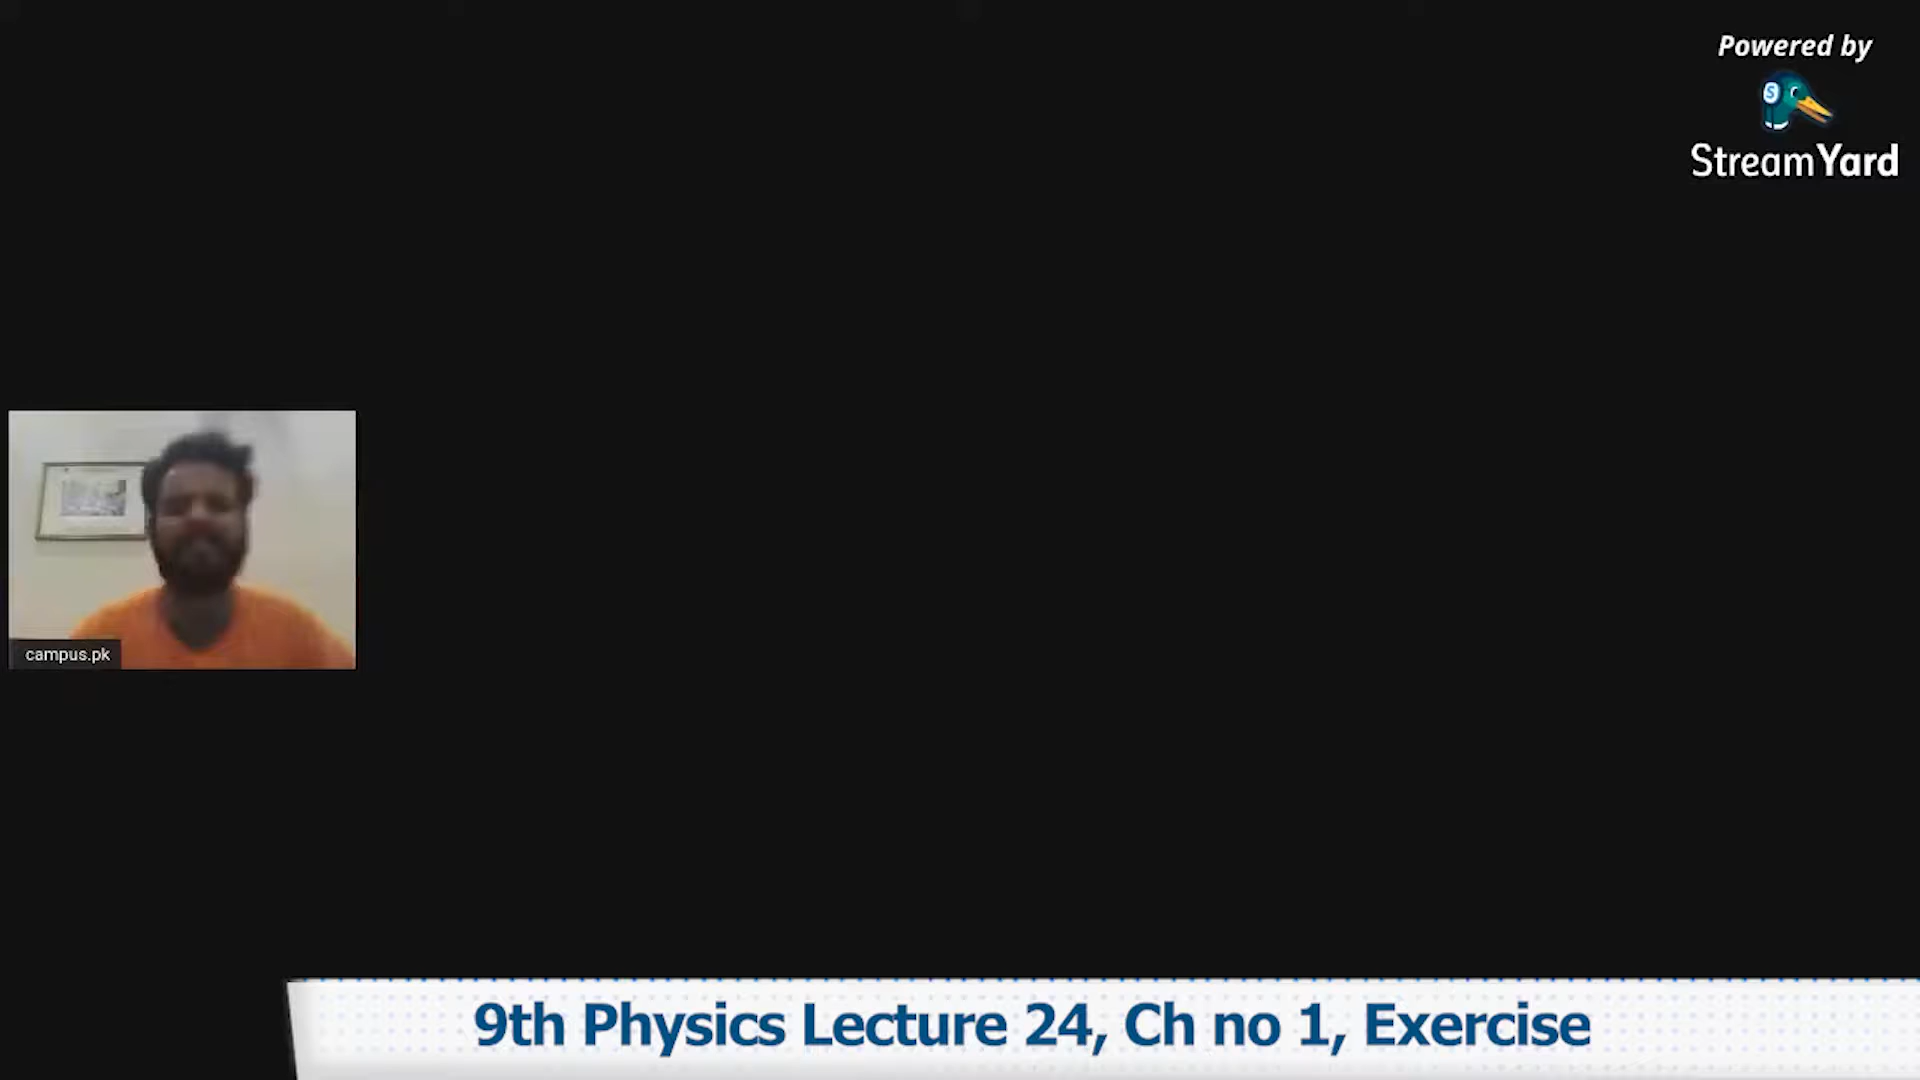 Powered by
StreamYard
campus.pk
9th Physics Lecture 24, Ch no 1, Exercise